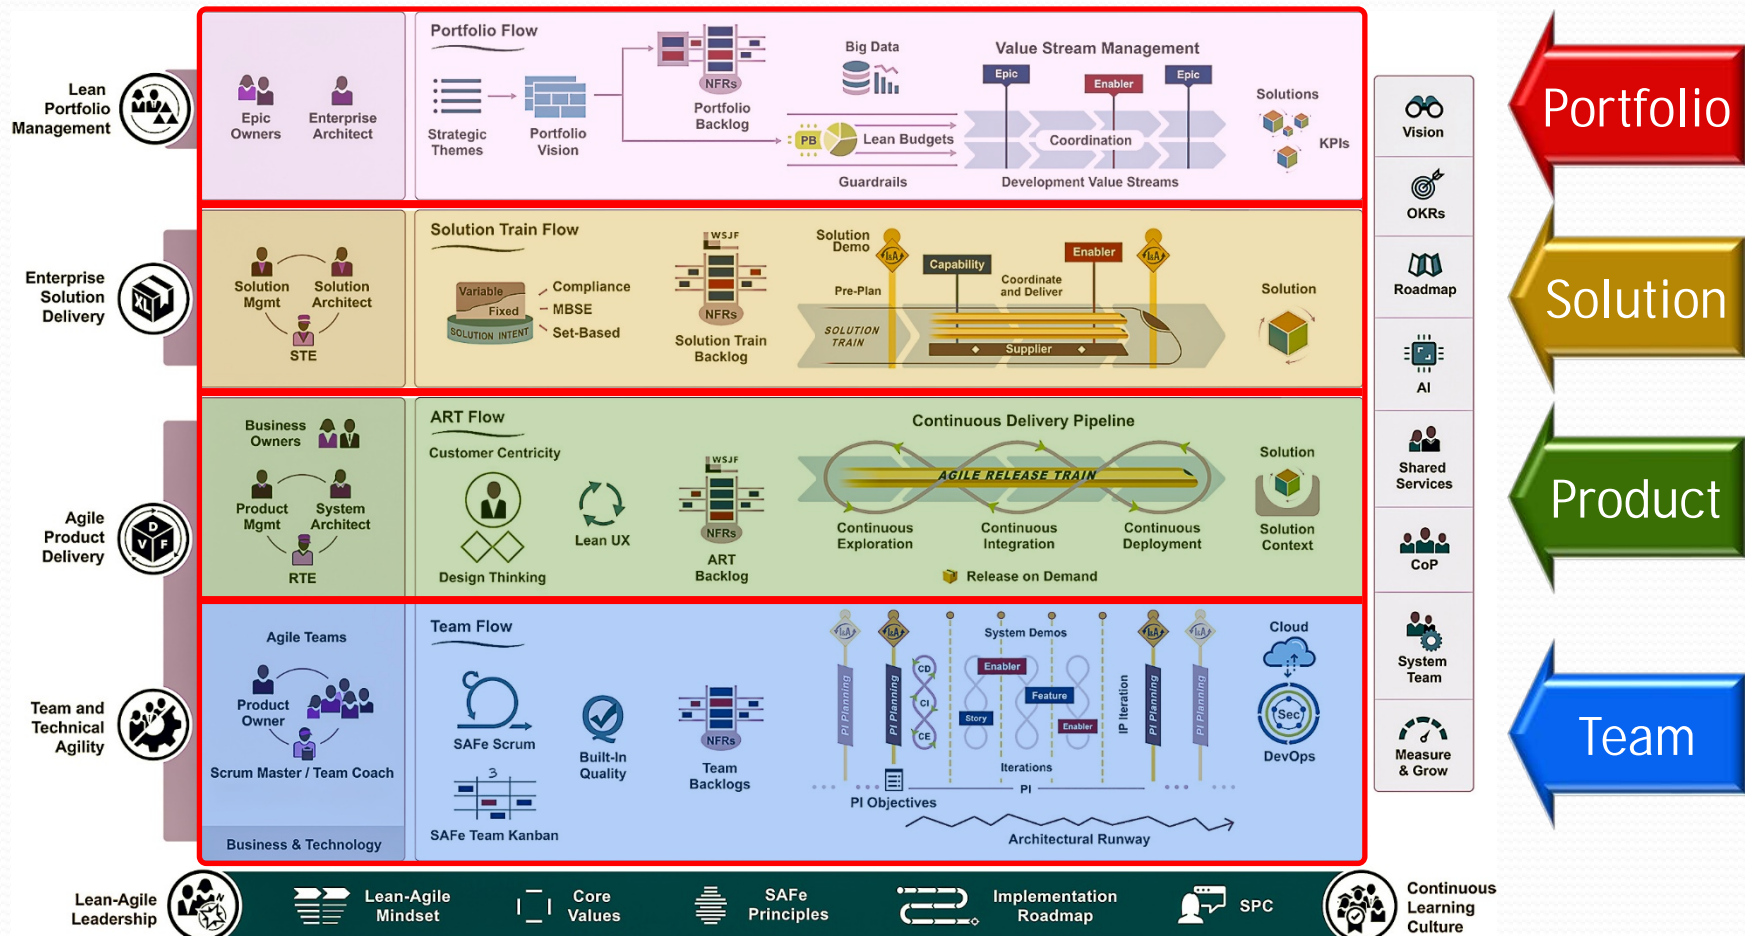 Lean
Portfolio
Management
Epic
Owners
Enterprise
Architect
Portfolio Flow
Strategic
Themes
Portfolio
Vision
NFRs
Portfolio
Backlog
Big Data
PB
Lean Budgets
Guardrails
Value Stream Management
Epic
Enabler
Epic
Coordination
Development Value Streams
Solutions
KPIs
Enterprise
Solution
Delivery
XL
Solution
Mgmt
Solution
Architect
STE
Solution Train Flow
Variable
Fixed
SOLUTION INTENT
Compliance
MBSE
Set-Based
WSJF
NFRs
Solution Train
Backlog
Solution
Demo
I&A
Pre-Plan
Capability
Coordinate
and Deliver
Enabler
I&A
SOLUTION
TRAIN
Supplier
Solution
Agile
Product
Delivery
D
V F
Business
Owners
Product
Mgmt
System
Architect
RTE
ART Flow
Customer Centricity
Design Thinking
Lean UX
WSJF
NFRs
ART
Backlog
Continuous Delivery Pipeline
AGILE RELEASE TRAIN
Continuous
Exploration
Continuous
Integration
Continuous
Deployment
Release on Demand
Solution
Solution
Context
Team and
Technical
Agility
Agile Teams
Product
Owner
Scrum Master / Team Coach
Business & Technology
Team Flow
SAFe Scrum
3
SAFe Team Kanban
Built-In
Quality
NFRs
Team
Backlogs
I&A
PI Planning
I&A
PI Planning
CD
CI
CE
System Demos
Enabler
Story
Feature
Enabler
Iterations
IP Iteration
I&A
PI Planning
I&A
PI Planning
PI Objectives
PI
Architectural Runway
Cloud
Sec
DevOps
Vision
OKRs
Roadmap
AI
Shared
Services
CoP
System
Team
Measure
& Grow
Portfolio
Solution
Product
Team
Lean-Agile
Leadership
N
Lean-Agile
Mindset
Core
Values
SAFe
Principles
Implementation
Roadmap
SPC
Continuous
Learning
Culture